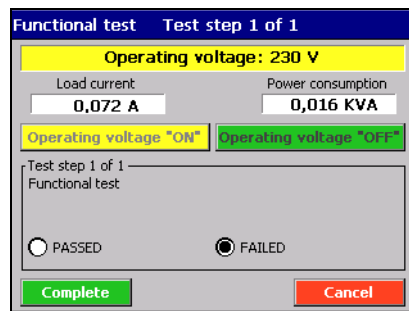 Functional test Test step 1 of 1
Operating voltage: 230 V
Load current Power consumption
0,072 A 0,016 KVA
Operating voltage "ON" Operating voltage "OFF"
Test step 1 of 1
Functional test
PASSED FAILED
Complete Cancel